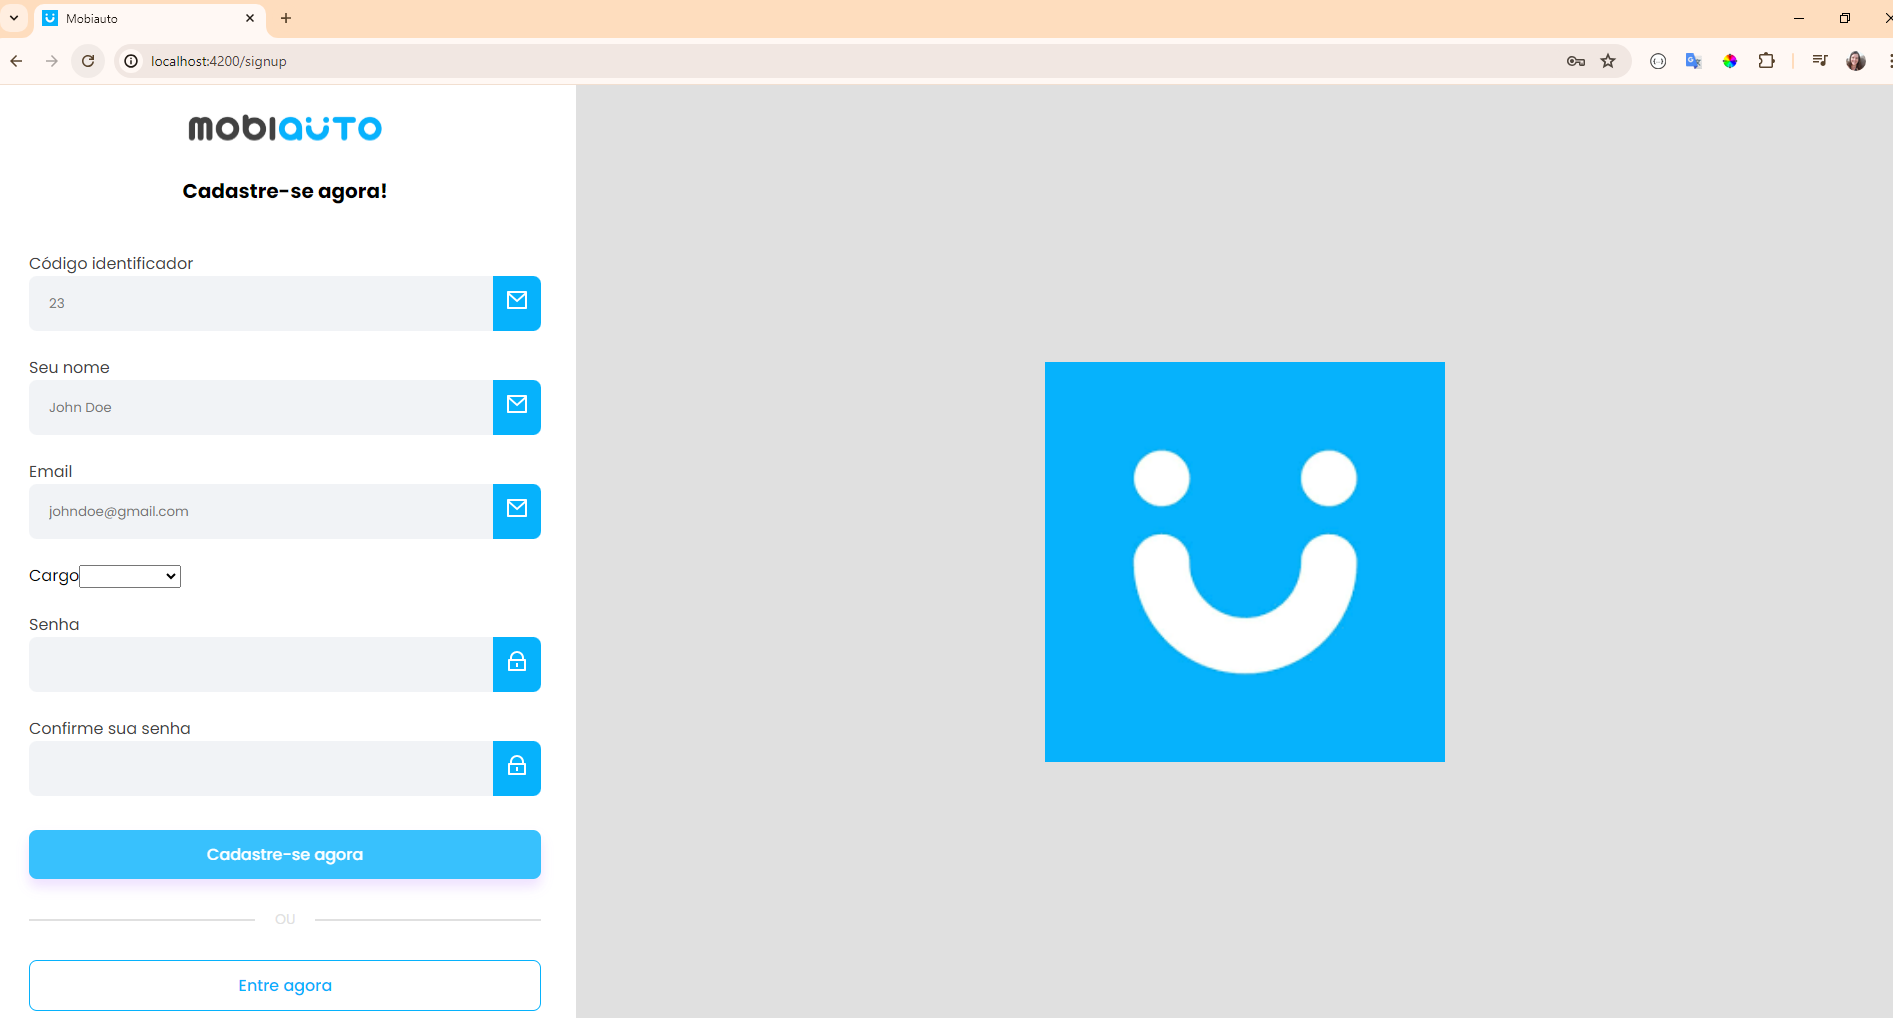 Mobiauto
localhost:4200/signup
mobiauto
Cadastre-se agora!
Código identificador
23
Seu nome
John Doe
Email
johndoe@gmail.com
Cargo
Senha
Confirme sua senha
Cadastre-se agora
OU
Entre agora